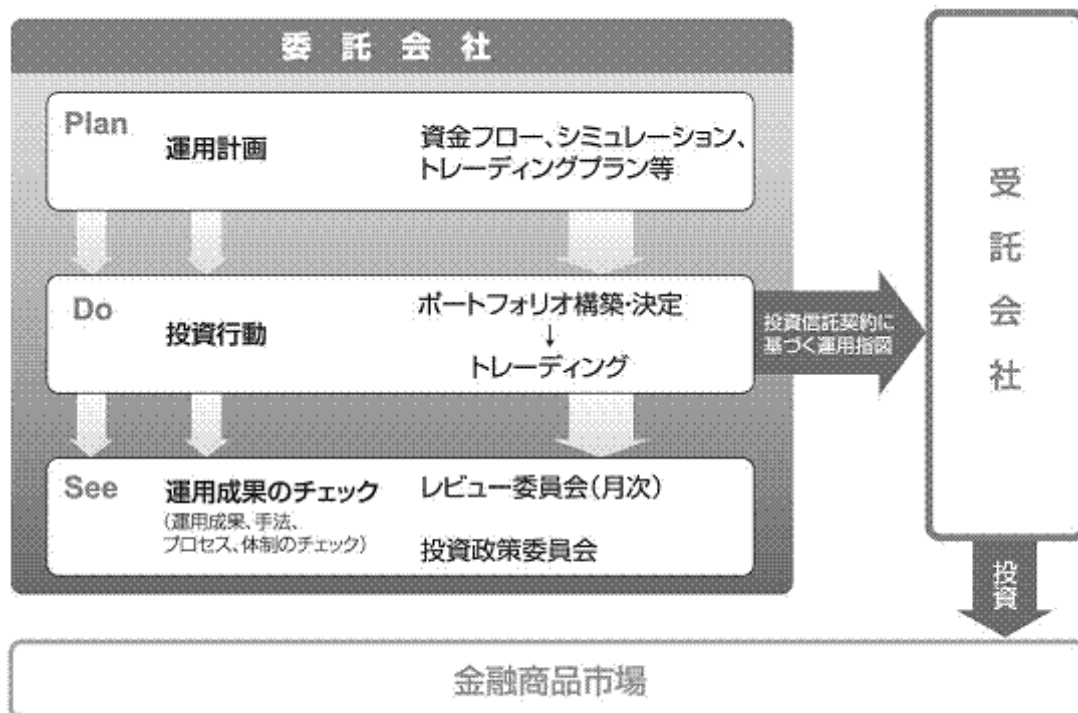 委託会社
Plan
運用計画
資金フロー、シミュレーション、
トレーディングプラン等
Do
投資行動
ポートフォリオ構築・決定
↓
トレーディング
投資信託契約に
基づく運用指図
See
運用成果のチェック
(運用成果、手法、
プロセス、体制のチェック)
レビュー委員会(月次)
投資政策委員会
受託会社
投資
金融商品市場